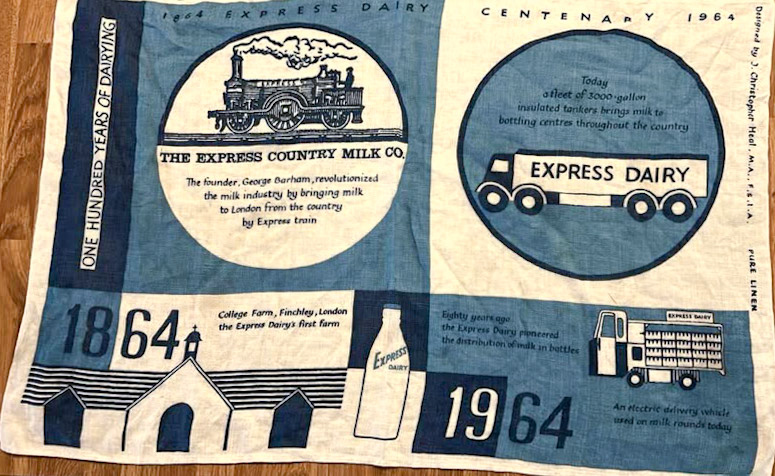 1864 EXPRESS DAIRY CENTENARY 1964
ONE HUNDRED YEARS OF DAIRYING
THE EXPRESS COUNTRY MILK CO.
The founder, George Barham, revolutionized
the milk industry by bringing milk
to London from the country
by Express train
Today
a fleet of 3000-gallon
insulated tankers brings milk to
bottling centres throughout the country
EXPRESS DAIRY
Designed by J. Christopher Heal, M.A., F.S.I.A. PURE LINEN
1864
College Farm, Finchley, London
the Express Dairy's first farm
EXPRESS
DAIRY
Eighty years ago
the Express Dairy pioneered
the distribution of milk in bottles
EXPRESS DAIRY
1964
An electric delivery vehicle
used on milk rounds today